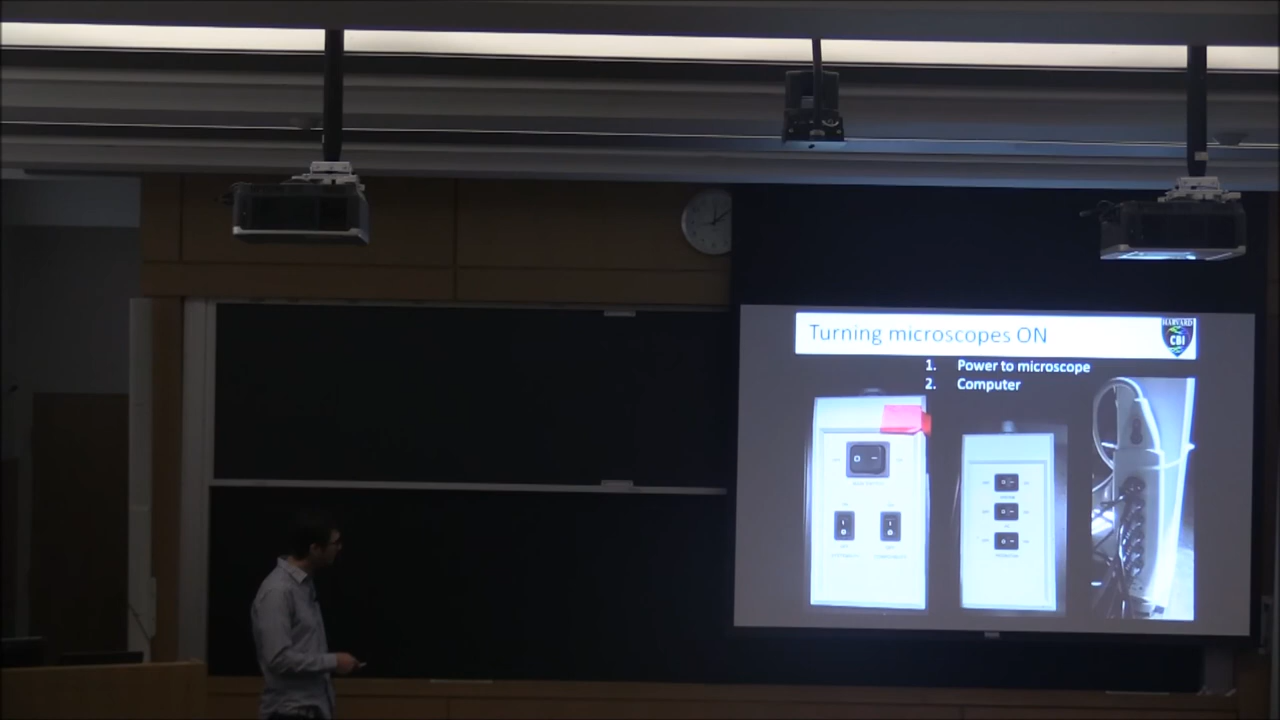 Turning microscopes ON
HARVARD
CBI
1. Power to microscope
2. Computer